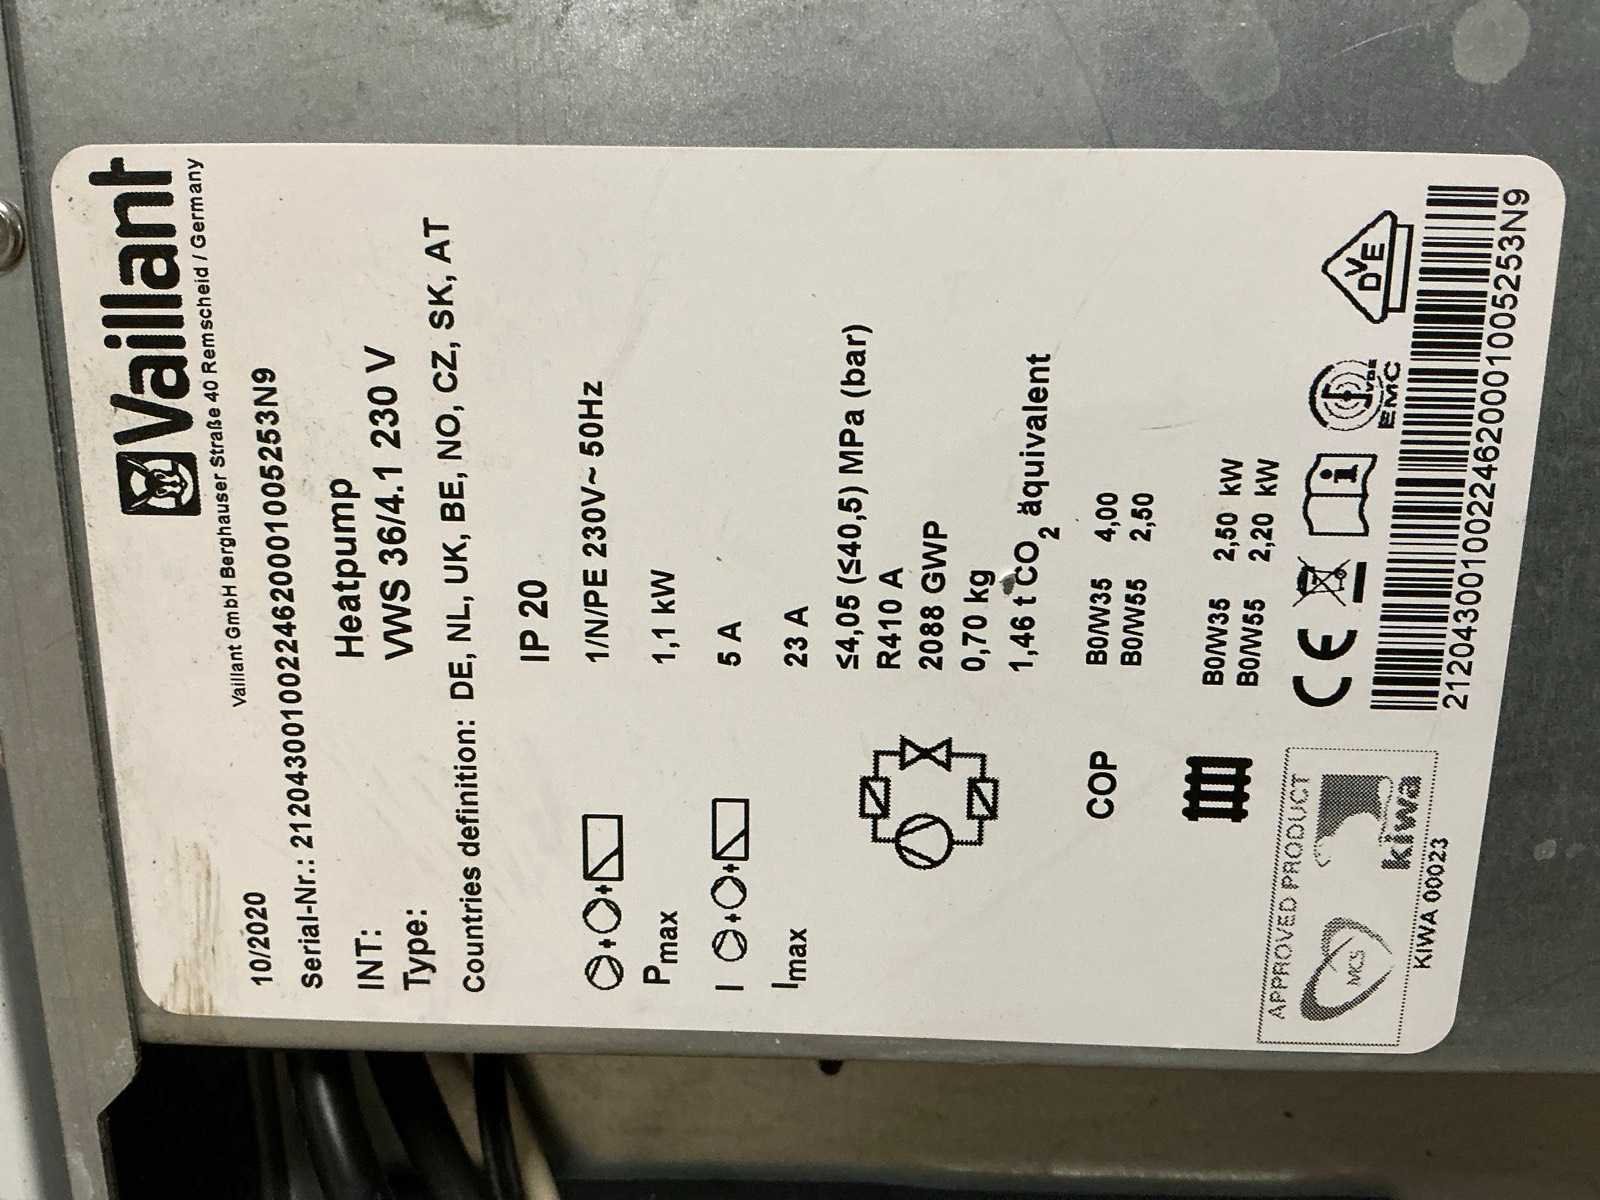 Vaillant
Vaillant GmbH Berghauser Straße 40 Remscheid / Germany
10/2020
Serial-Nr.: 21204300100224620001005253N9
INT: Heatpump
Type: VWS 36/4.1 230 V
Countries definition: DE, NL, UK, BE, NO, CZ, SK, AT
IP 20
1/N/PE 230V~ 50Hz
Pmax 1,1 kW
I 5 A
Imax 23 A
≤4,05 (≤40,5) MPa (bar)
R410 A
2088 GWP
0,70 kg
1,46 t CO2 äquivalent
COP B0/W35 4,00
B0/W55 2,50
B0/W35 2,50 kW
B0/W55 2,20 kW
APPROVED PRODUCT
MCS
kiwa
KIWA 00023
CE
i
VDE
EMC
DVE
21204300100224620001005253N9